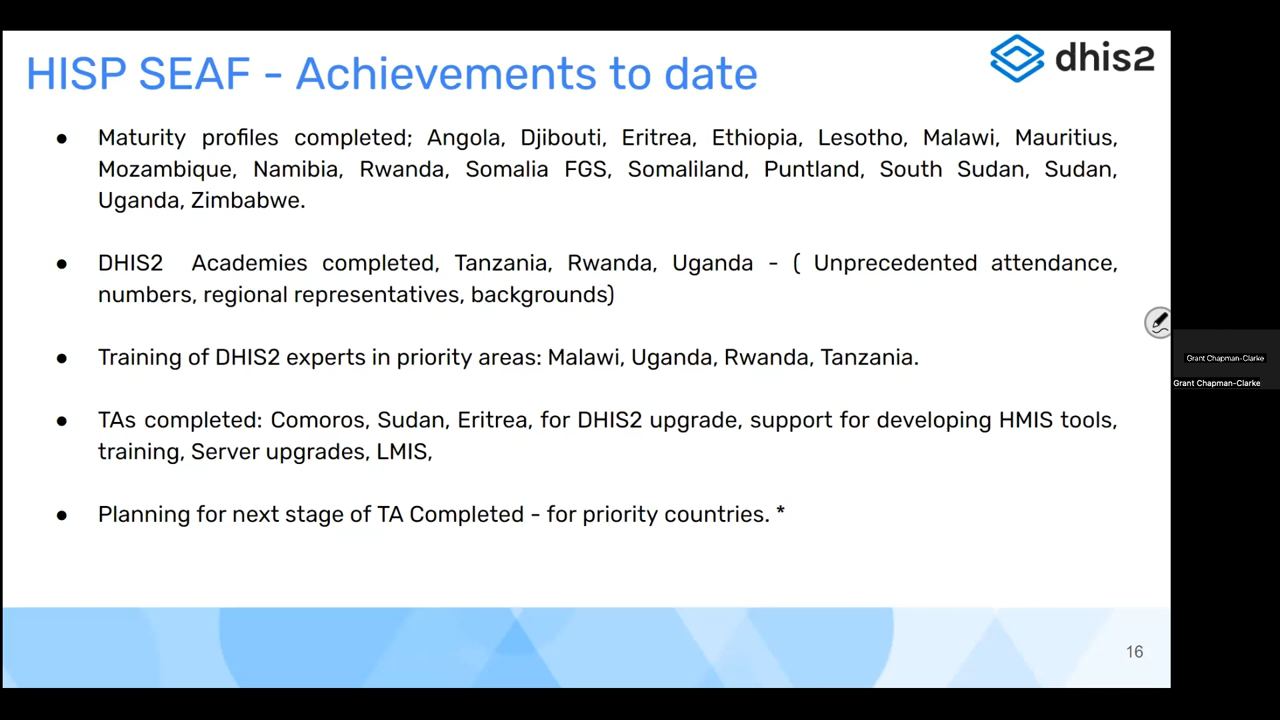 HISP SEAF - Achievements to date
dhis2
● Maturity profiles completed; Angola, Djibouti, Eritrea, Ethiopia, Lesotho, Malawi, Mauritius,
Mozambique, Namibia, Rwanda, Somalia FGS, Somaliland, Puntland, South Sudan, Sudan,
Uganda, Zimbabwe.
● DHIS2 Academies completed, Tanzania, Rwanda, Uganda - ( Unprecedented attendance,
numbers, regional representatives, backgrounds)
● Training of DHIS2 experts in priority areas: Malawi, Uganda, Rwanda, Tanzania.
● TAs completed: Comoros, Sudan, Eritrea, for DHIS2 upgrade, support for developing HMIS tools,
training, Server upgrades, LMIS,
● Planning for next stage of TA Completed - for priority countries. *
16
Grant Chapman-Clarke
Grant Chapman-Clarke